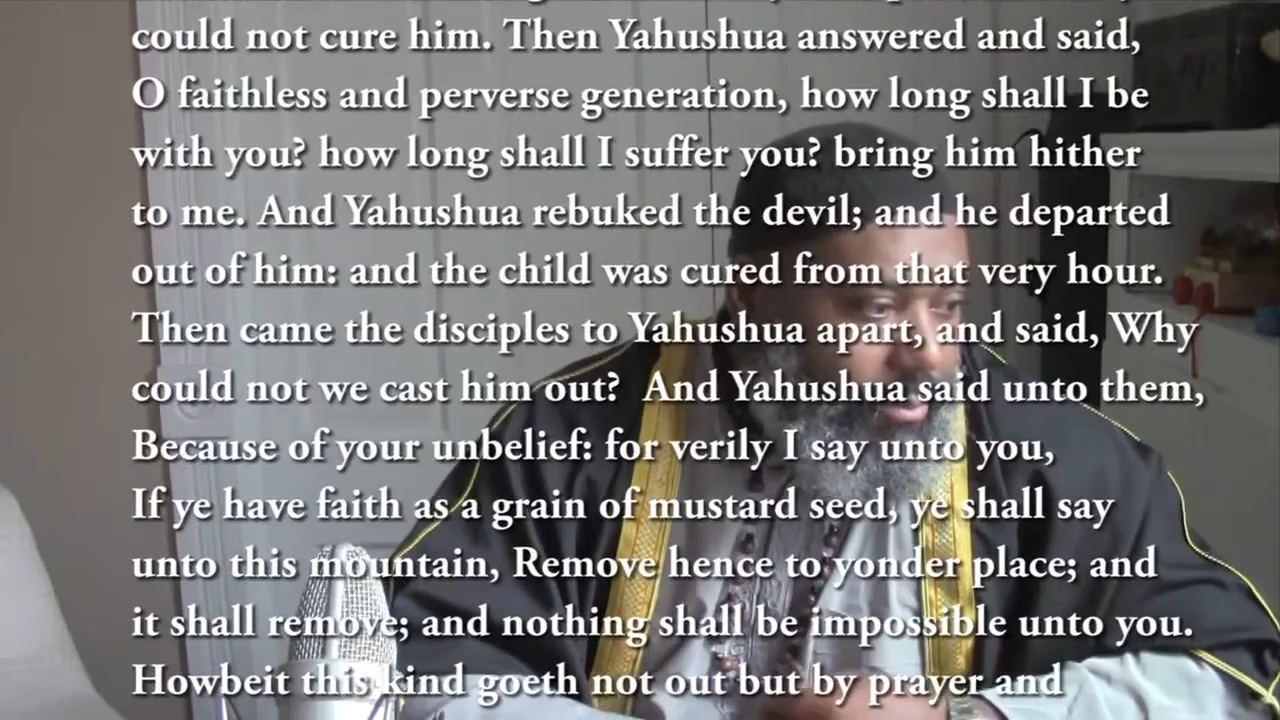 could not cure him. Then Yahushua answered and said,
O faithless and perverse generation, how long shall I be
with you? how long shall I suffer you? bring him hither
to me. And Yahushua rebuked the devil; and he departed
out of him: and the child was cured from that very hour.
Then came the disciples to Yahushua apart, and said, Why
could not we cast him out?  And Yahushua said unto them,
Because of your unbelief: for verily I say unto you,
If ye have faith as a grain of mustard seed, ye shall say
unto this mountain, Remove hence to yonder place; and
it shall remove; and nothing shall be impossible unto you.
Howbeit this kind goeth not out but by prayer and